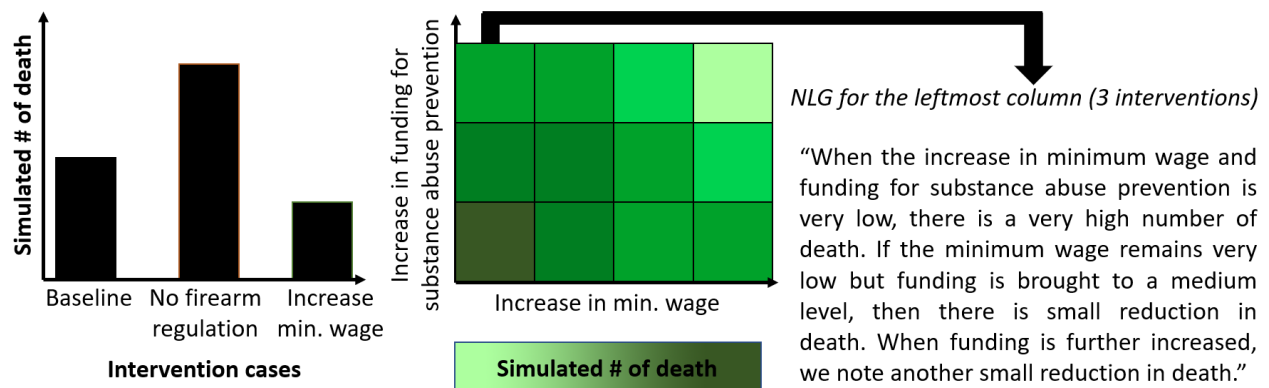 Simulated # of death
Baseline
No firearm
regulation
Increase
min. wage
Intervention cases
Increase in funding for
substance abuse prevention
Increase in min. wage
Simulated # of death
NLG for the leftmost column (3 interventions)
“When the increase in minimum wage and
funding for substance abuse prevention is
very low, there is a very high number of
death. If the minimum wage remains very
low but funding is brought to a medium
level, then there is small reduction in
death. When funding is further increased,
we note another small reduction in death.”